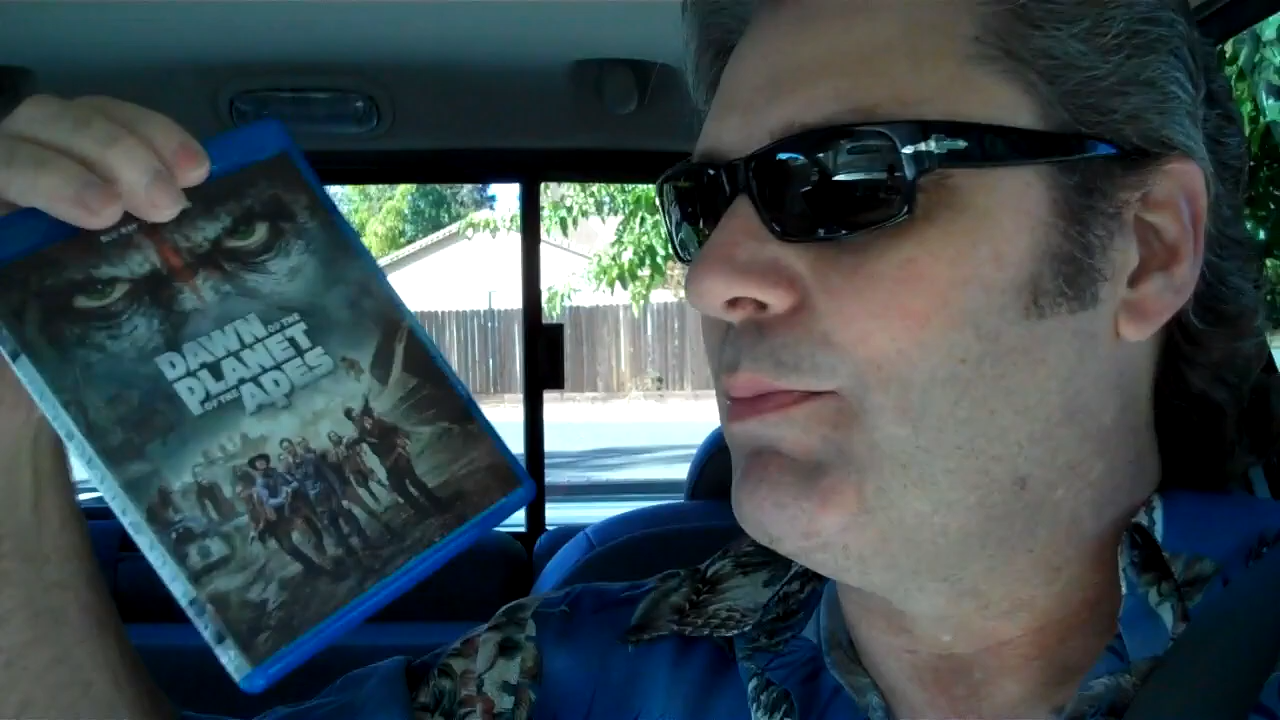 DAWN
OF THE
PLANET
OF THE
APES